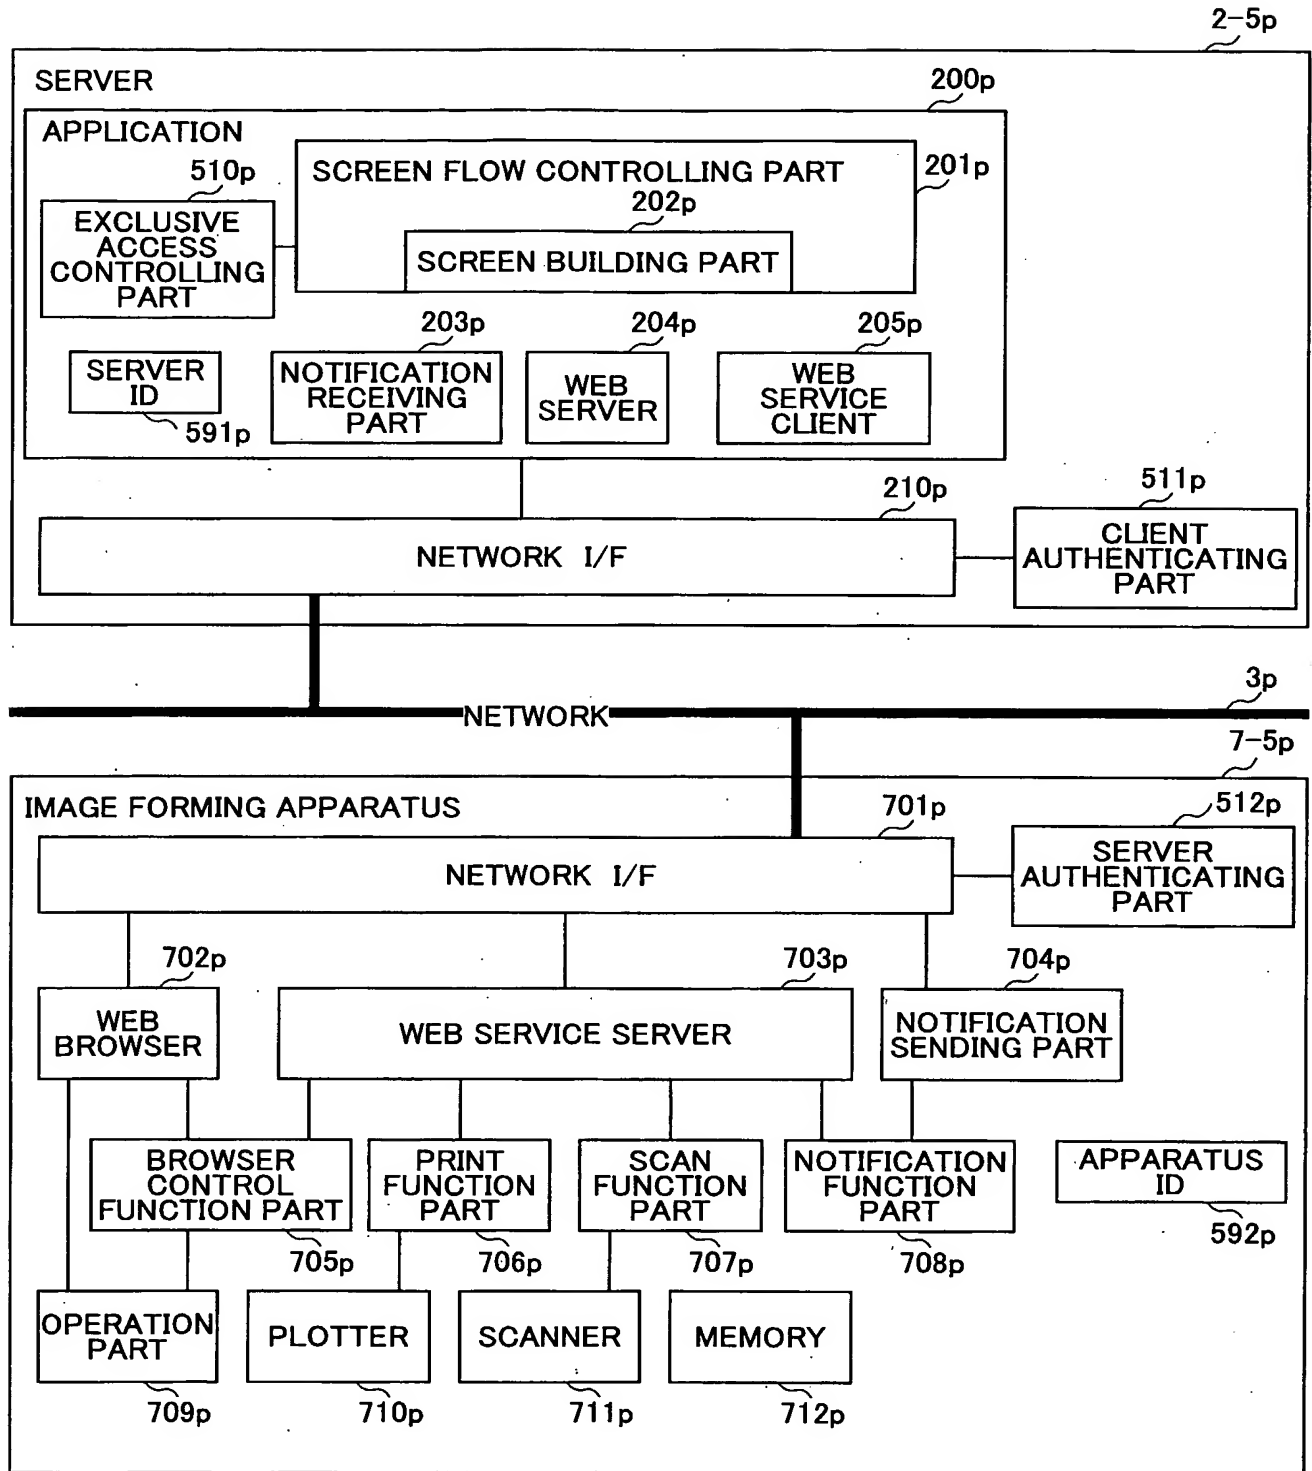 2-5p
SERVER
200p
APPLICATION
510p
SCREEN FLOW CONTROLLING PART
201p
202p
EXCLUSIVE
ACCESS
CONTROLLING
PART
SCREEN BUILDING PART
203p
204p
205p
SERVER
ID
591p
NOTIFICATION
RECEIVING
PART
WEB
SERVER
WEB
SERVICE
CLIENT
210p
511p
NETWORK I/F
CLIENT
AUTHENTICATING
PART
3p
NETWORK
7-5p
IMAGE FORMING APPARATUS
701p
512p
NETWORK I/F
SERVER
AUTHENTICATING
PART
702p
703p
704p
WEB
BROWSER
WEB SERVICE SERVER
NOTIFICATION
SENDING PART
BROWSER
CONTROL
FUNCTION PART
PRINT
FUNCTION
PART
SCAN
FUNCTION
PART
NOTIFICATION
FUNCTION
PART
APPARATUS
ID
705p
706p
707p
708p
592p
OPERATION
PART
PLOTTER
SCANNER
MEMORY
709p
710p
711p
712p